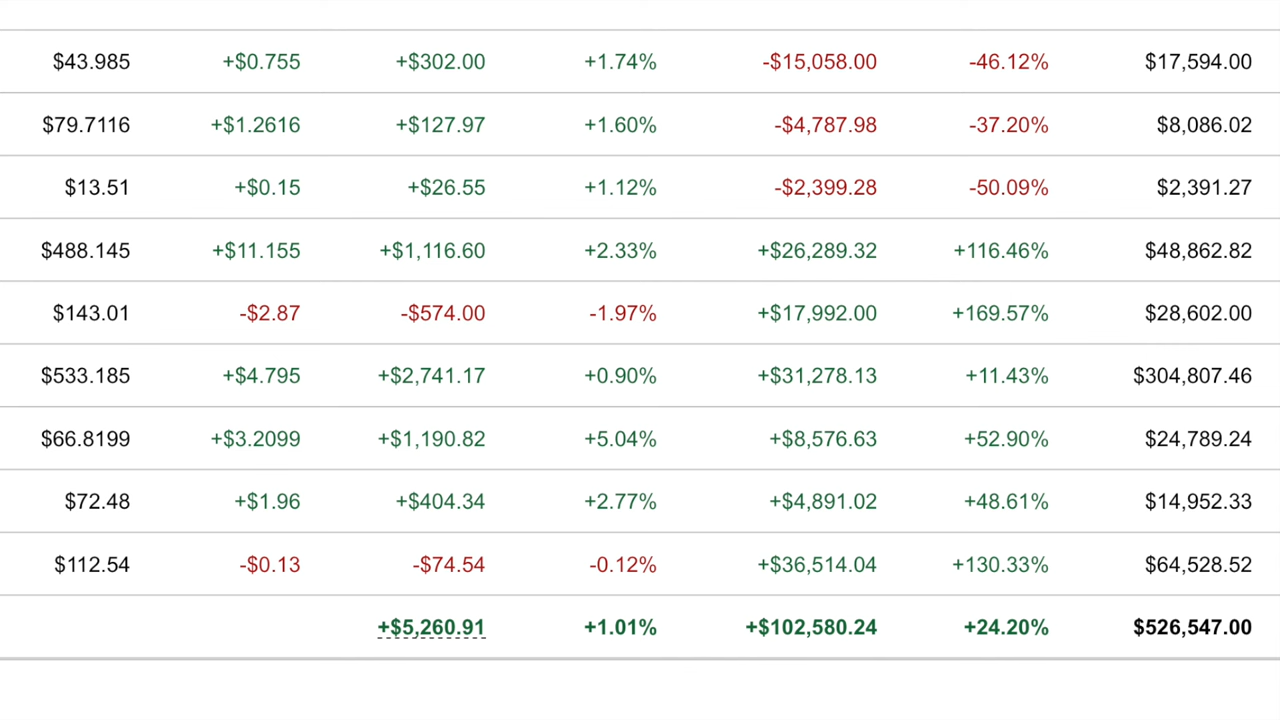 $43.985 +$0.755 +$302.00 +1.74% -$15,058.00 -46.12% $17,594.00
$79.7116 +$1.2616 +$127.97 +1.60% -$4,787.98 -37.20% $8,086.02
$13.51 +$0.15 +$26.55 +1.12% -$2,399.28 -50.09% $2,391.27
$488.145 +$11.155 +$1,116.60 +2.33% +$26,289.32 +116.46% $48,862.82
$143.01 -$2.87 -$574.00 -1.97% +$17,992.00 +169.57% $28,602.00
$533.185 +$4.795 +$2,741.17 +0.90% +$31,278.13 +11.43% $304,807.46
$66.8199 +$3.2099 +$1,190.82 +5.04% +$8,576.63 +52.90% $24,789.24
$72.48 +$1.96 +$404.34 +2.77% +$4,891.02 +48.61% $14,952.33
$112.54 -$0.13 -$74.54 -0.12% +$36,514.04 +130.33% $64,528.52
+$5,260.91 +1.01% +$102,580.24 +24.20% $526,547.00